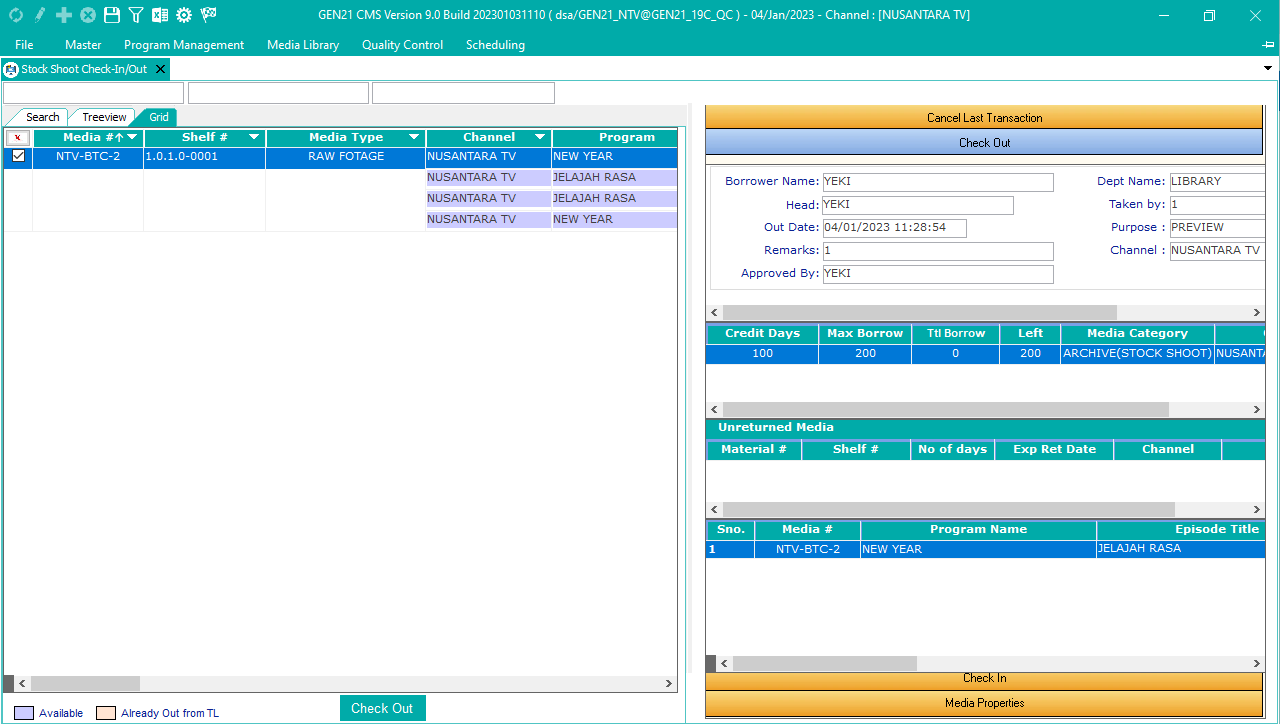 GEN21 CMS Version 9.0 Build 202301031110 ( dsa/GEN21_NTV@GEN21_19C_QC ) - 04/Jan/2023 - Channel : [NUSANTARA TV]
File Master Program Management Media Library Quality Control Scheduling
Stock Shoot Check-In/Out
Search Treeview Grid
x Media # Shelf # Media Type Channel Program
NTV-BTC-2 1.0.1.0-0001 RAW FOTAGE NUSANTARA TV NEW YEAR
NUSANTARA TV JELAJAH RASA
NUSANTARA TV JELAJAH RASA
NUSANTARA TV NEW YEAR
Available Already Out from TL Check Out
Cancel Last Transaction
Check Out
Borrower Name: YEKI Dept Name: LIBRARY
Head: YEKI Taken by: 1
Out Date: 04/01/2023 11:28:54 Purpose : PREVIEW
Remarks: 1 Channel : NUSANTARA TV
Approved By: YEKI
Credit Days Max Borrow Ttl Borrow Left Media Category
100 200 0 200 ARCHIVE(STOCK SHOOT) NUSANTA
Unreturned Media
Material # Shelf # No of days Exp Ret Date Channel
Sno. Media # Program Name Episode Title
1 NTV-BTC-2 NEW YEAR JELAJAH RASA
Check In
Media Properties